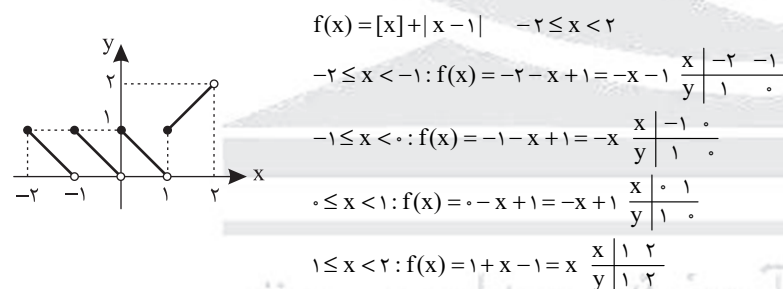 f(x) = [x]+| x −۱| −۲ ≤ x < ۲
−۲ ≤ x < −۱ : f(x) = −۲ − x + ۱ = −x − ۱ x −۲ −۱
y ۱ ۰
−۱ ≤ x < ۰ : f(x) = −۱ − x + ۱ = −x x −۱ ۰
y ۱ ۰
۰ ≤ x < ۱ : f(x) = ۰ − x + ۱ = −x + ۱ x ۰ ۱
y ۱ ۰
۱ ≤ x < ۲ : f(x) = ۱ + x − ۱ = x x ۱ ۲
y ۱ ۲
y
۲
۱
x
−۲ −۱ ۱ ۲